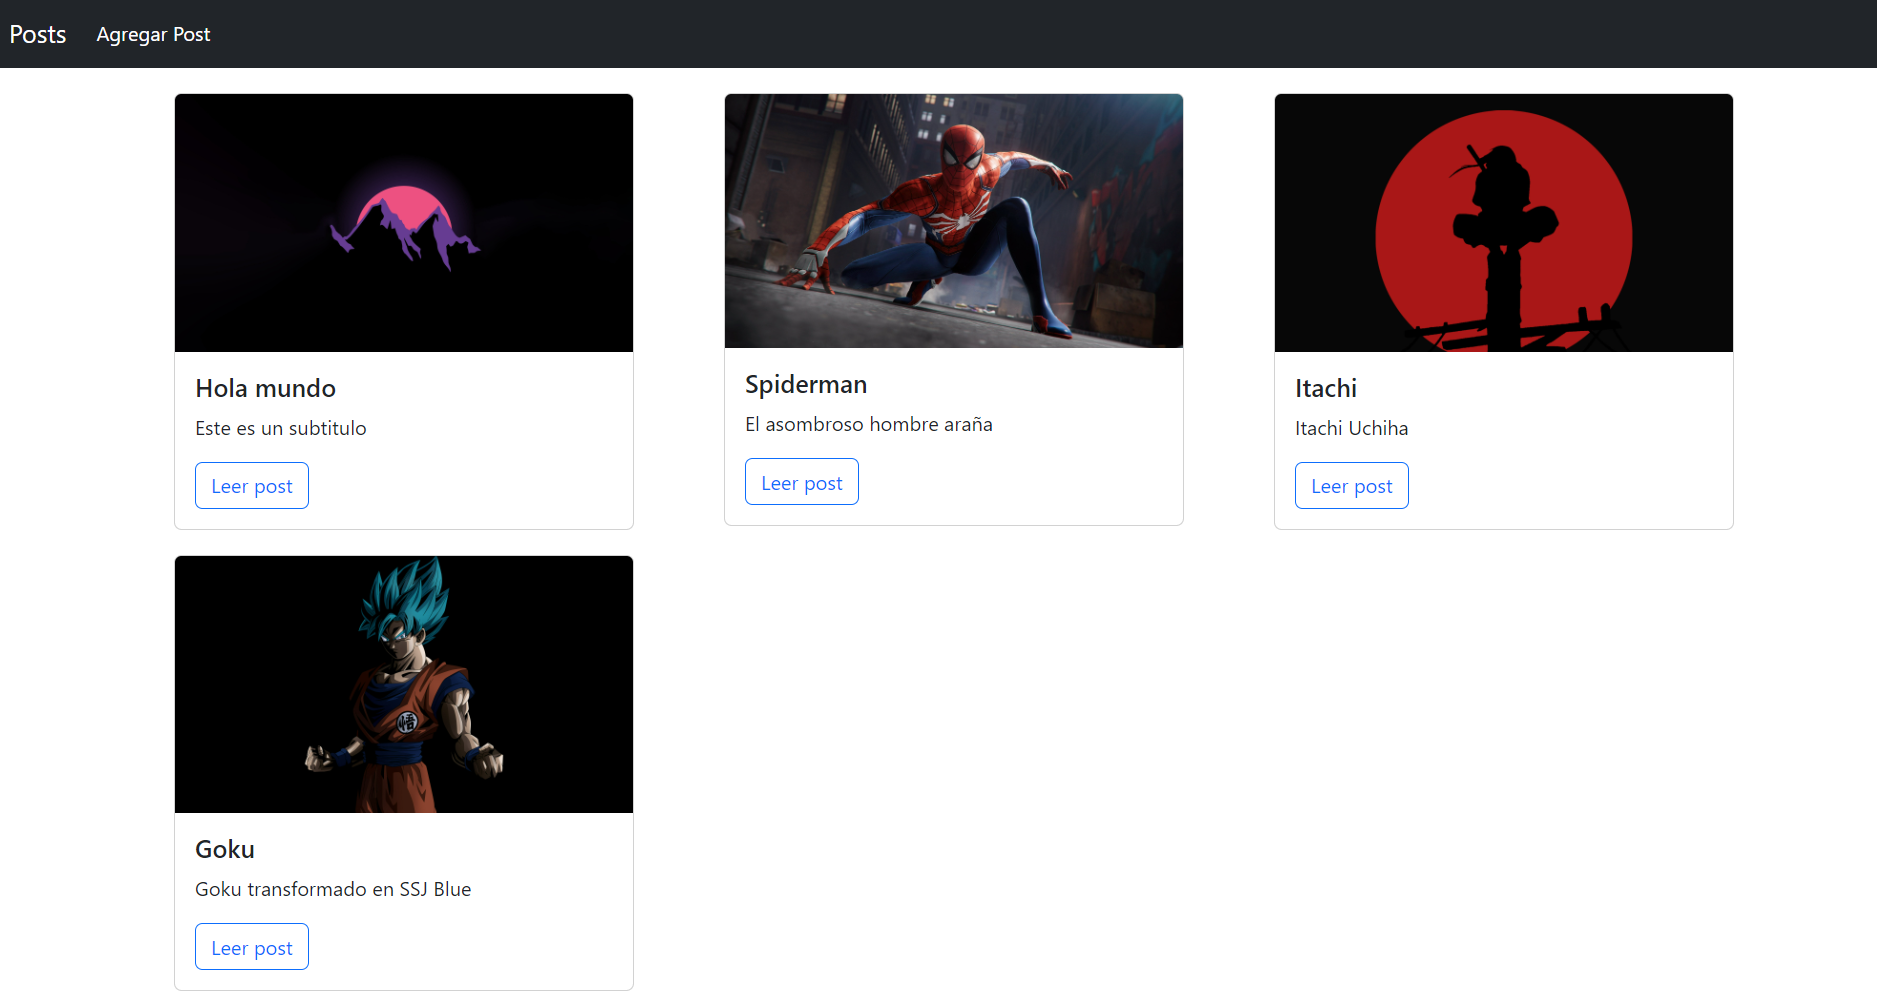 Posts
Agregar Post
Hola mundo
Este es un subtitulo
Leer post
Spiderman
El asombroso hombre araña
Leer post
Itachi
Itachi Uchiha
Leer post
悟
Goku
Goku transformado en SSJ Blue
Leer post